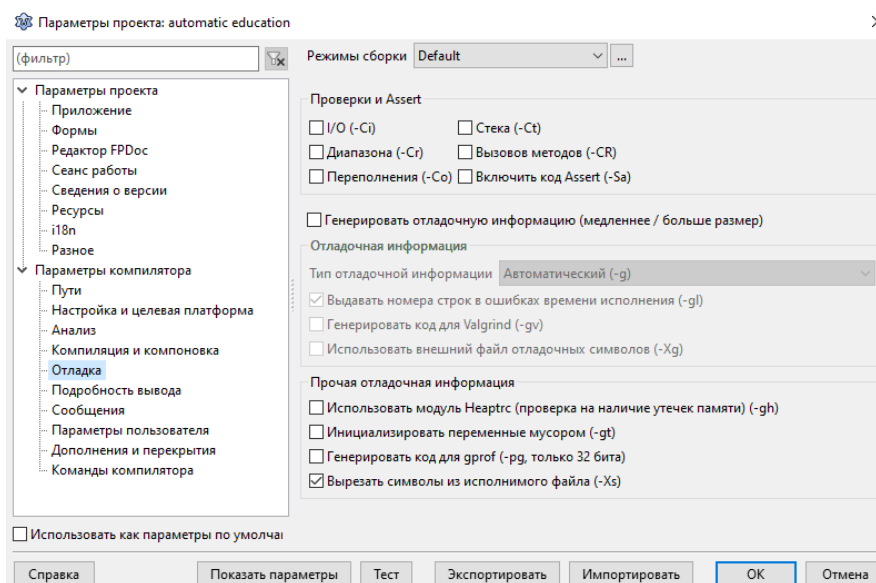 Параметры проекта: automatic education
(фильтр)
Режимы сборки Default ...
Параметры проекта
Приложение
Формы
Редактор FPDoc
Сеанс работы
Сведения о версии
Ресурсы
i18n
Разное
Параметры компилятора
Пути
Настройка и целевая платформа
Анализ
Компиляция и компоновка
Отладка
Подробность вывода
Сообщения
Параметры пользователя
Дополнения и перекрытия
Команды компилятора
Проверки и Assert
I/O (-Ci) Стека (-Ct)
Диапазона (-Cr) Вызовов методов (-CR)
Переполнения (-Co) Включить код Assert (-Sa)
Генерировать отладочную информацию (медленнее / больше размер)
Отладочная информация
Тип отладочной информации Автоматический (-g)
Выдавать номера строк в ошибках времени исполнения (-gl)
Генерировать код для Valgrind (-gv)
Использовать внешний файл отладочных символов (-Xg)
Прочая отладочная информация
Использовать модуль Heaptrc (проверка на наличие утечек памяти) (-gh)
Инициализировать переменные мусором (-gt)
Генерировать код для gprof (-pg, только 32 бита)
Вырезать символы из исполнимого файла (-Xs)
Использовать как параметры по умолчаı
Справка Показать параметры Тест Экспортировать Импортировать OK Отмена